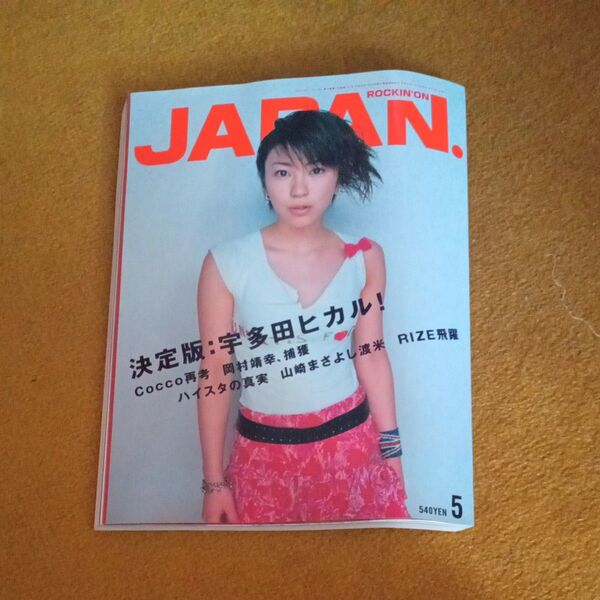 ROCKIN'ON
JAPAN.
決定版:宇多田ヒカル!
Cocco再考 岡村靖幸、捕獲
ハイスタの真実 山崎まさよし渡米 RIZE飛躍
540YEN 5